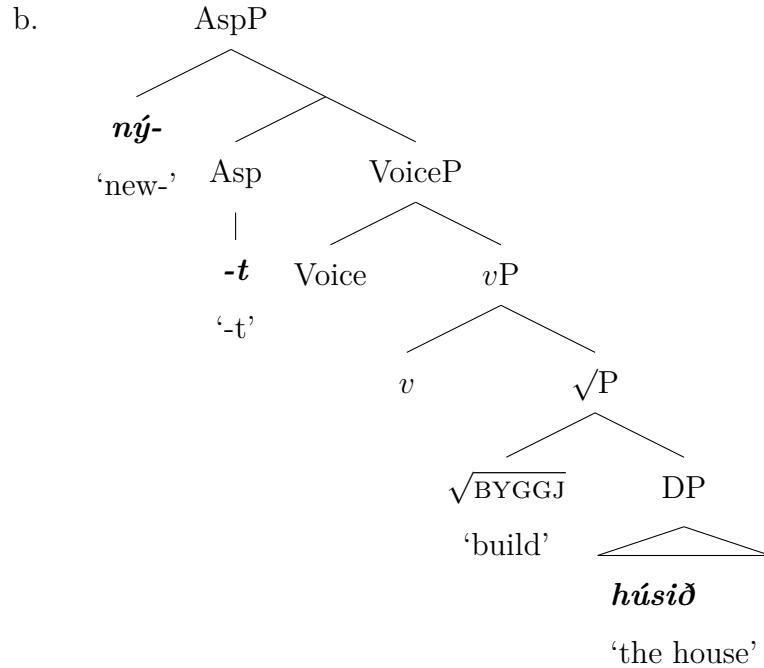 b. AspP
ný-
‘new-’ Asp VoiceP
-t Voice vP
‘-t’
v √P
√BYGGJ DP
‘build’
húsið
‘the house’